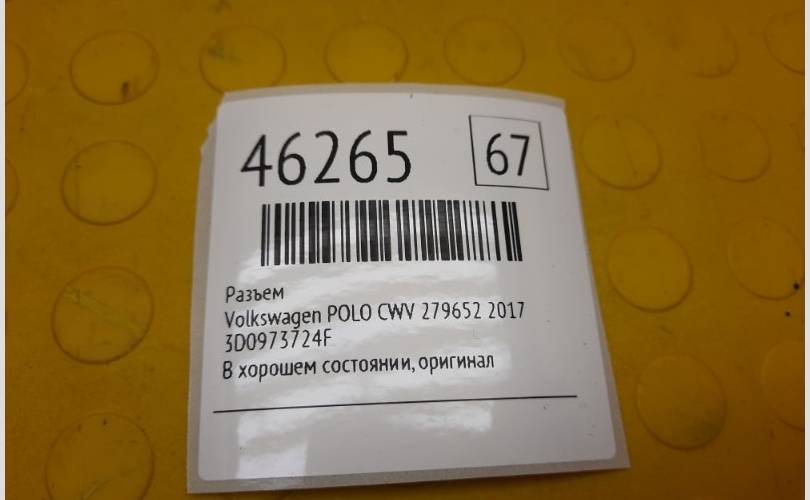 46265
67
Разъем
Volkswagen POLO CWV 279652 2017
3D0973724F
В хорошем состоянии, оригинал